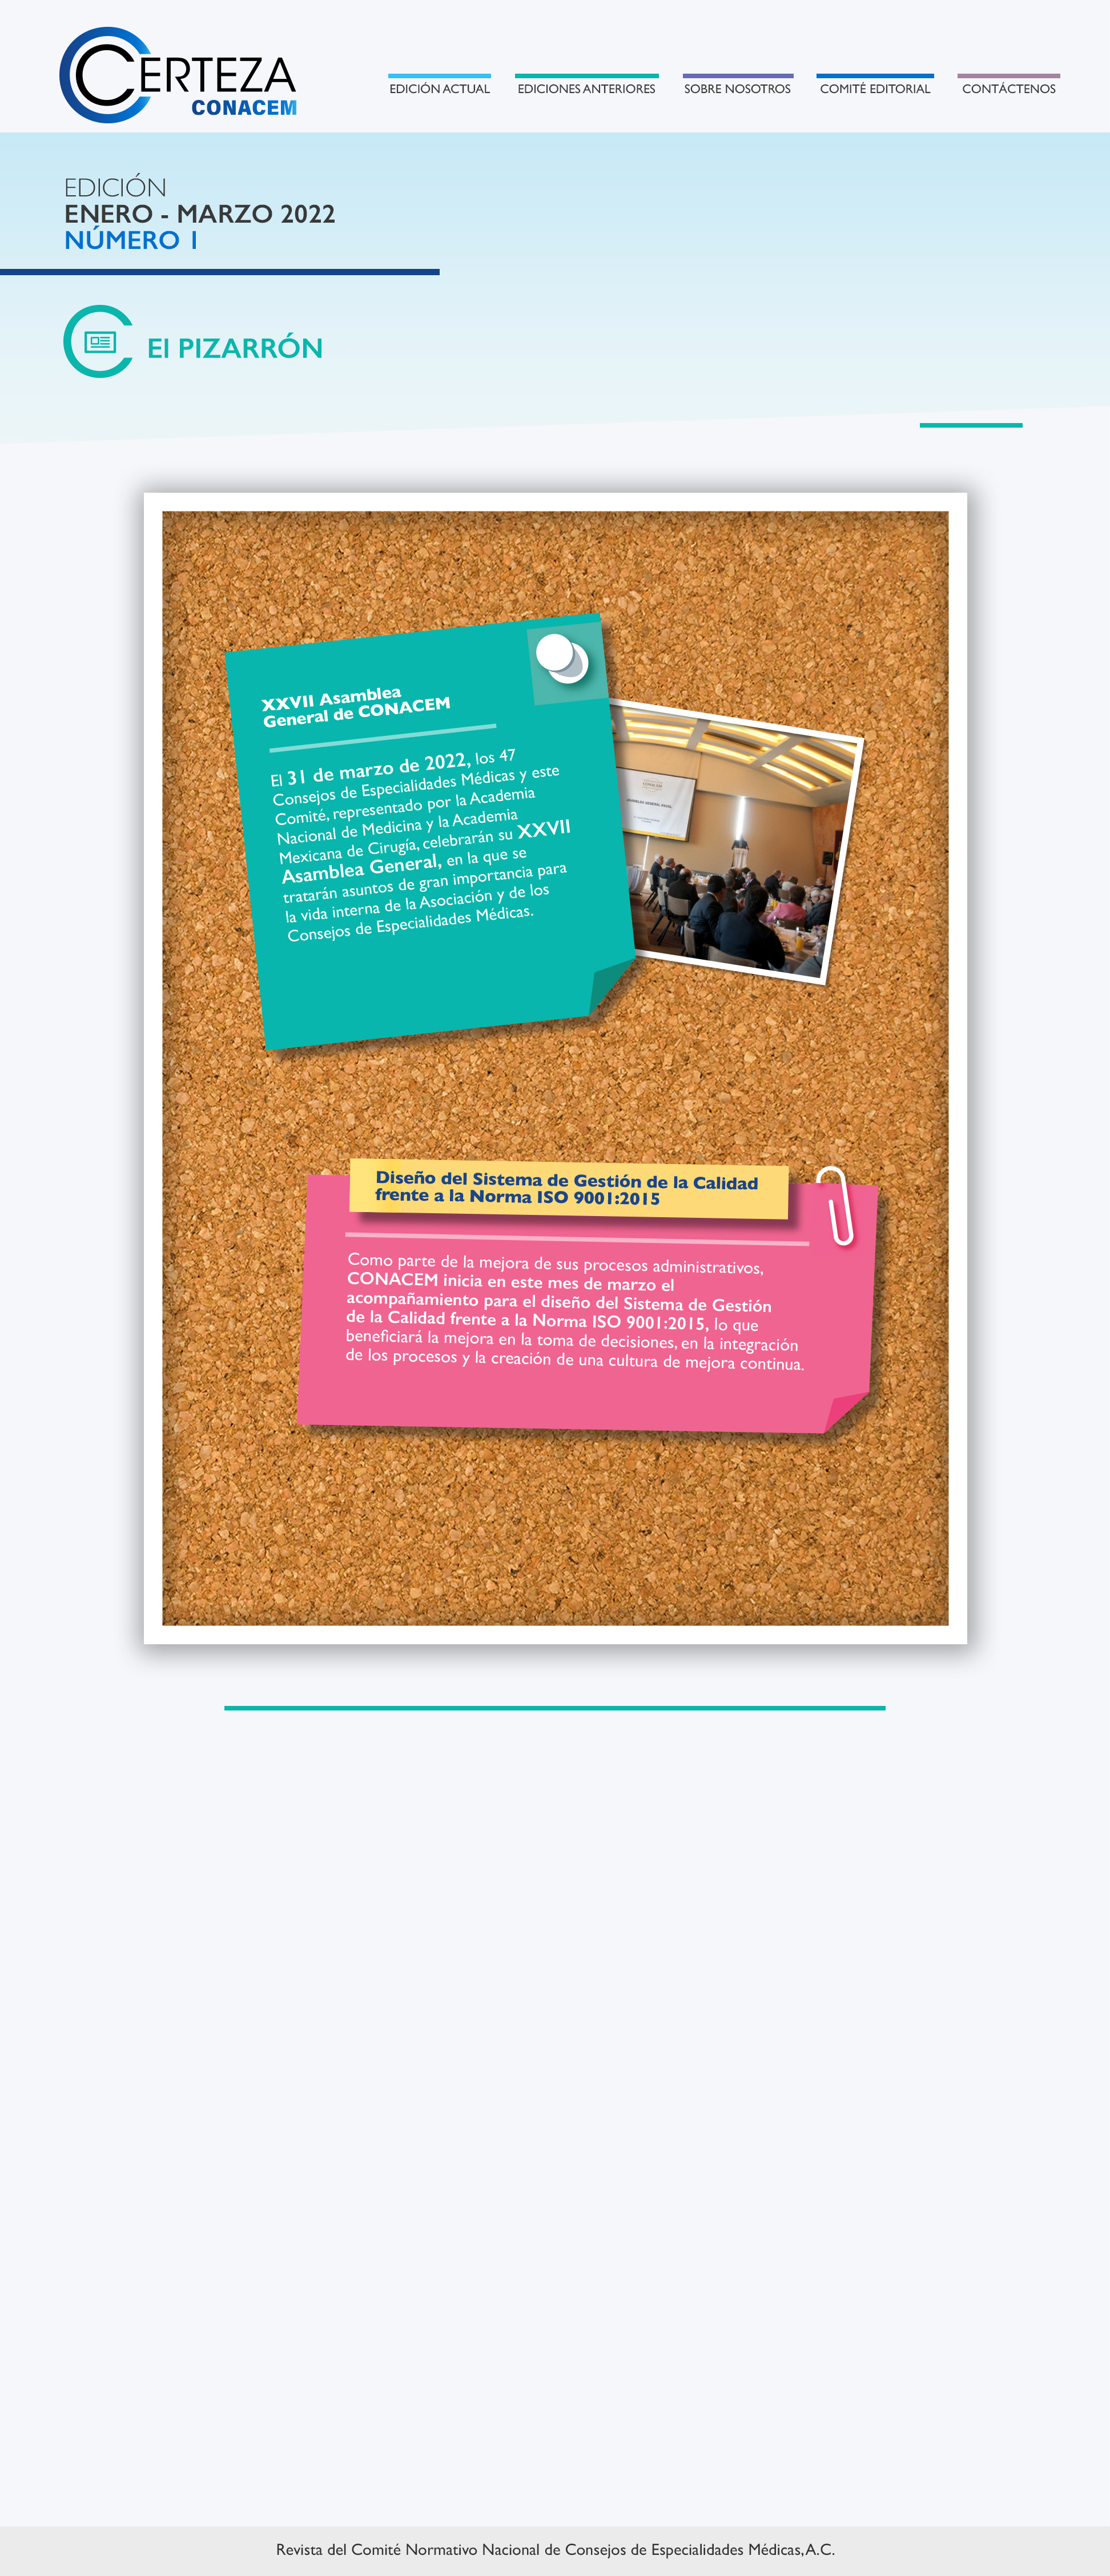 CERTEZA
CONACEM
EDICIÓN ACTUAL
EDICIONES ANTERIORES
SOBRE NOSOTROS
COMITÉ EDITORIAL
CONTÁCTENOS
EDICIÓN
ENERO - MARZO 2022
NÚMERO 1
El PIZARRÓN
XXVII Asamblea
General de CONACEM
El 31 de marzo de 2022, los 47
Consejos de Especialidades Médicas y este
Comité, representado por la Academia
Nacional de Medicina y la Academia
Mexicana de Cirugía, celebrarán su XXVII
Asamblea General, en la que se
tratarán asuntos de gran importancia para
la vida interna de la Asociación y de los
Consejos de Especialidades Médicas.
CONACEM
Diseño del Sistema de Gestión de la Calidad
frente a la Norma ISO 9001:2015
Como parte de la mejora de sus procesos administrativos,
CONACEM inicia en este mes de marzo el
acompañamiento para el diseño del Sistema de Gestión
de la Calidad frente a la Norma ISO 9001:2015, lo que
beneficiará la mejora en la toma de decisiones, en la integración
de los procesos y la creación de una cultura de mejora continua.
Revista del Comité Normativo Nacional de Consejos de Especialidades Médicas, A.C.